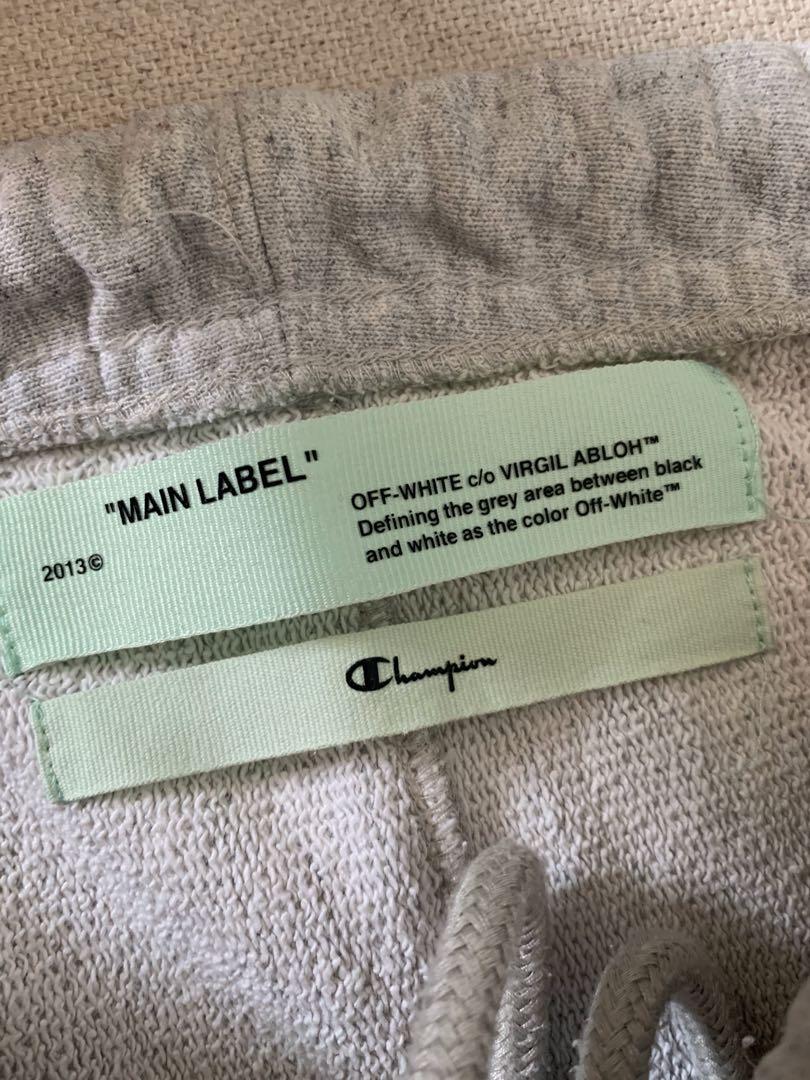 "MAIN LABEL"
2013©
OFF-WHITE c/o VIRGIL ABLOH™
Defining the grey area between black
and white as the color Off-White™
Champion